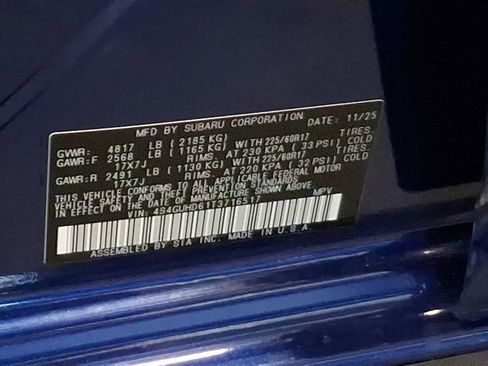 MFD BY SUBARU CORPORATION DATE: 11/25
GVWR: 4817 LB (2185 KG)
GAWR:F 2568 LB (1165 KG) WITH 225/60R17 TIRES.
17X7J RIMS. AT 230 KPA (33 PSI) COLD.
GAWR:R 2491 LB (1130 KG) WITH 225/60R17 TIRES.
17X7J RIMS. AT 220 KPA (32 PSI) COLD.
THIS VEHICLE CONFORMS TO ALL APPLICABLE FEDERAL MOTOR
VEHICLE SAFETY, BUMPER, AND THEFT PREVENTION STANDARDS
IN EFFECT ON THE DATE OF MANUFACTURE SHOWN ABOVE.
VIN: 4S4GUHD61T3716517 MPV
ASSEMBLED BY SIA INC. MADE IN U.S.A